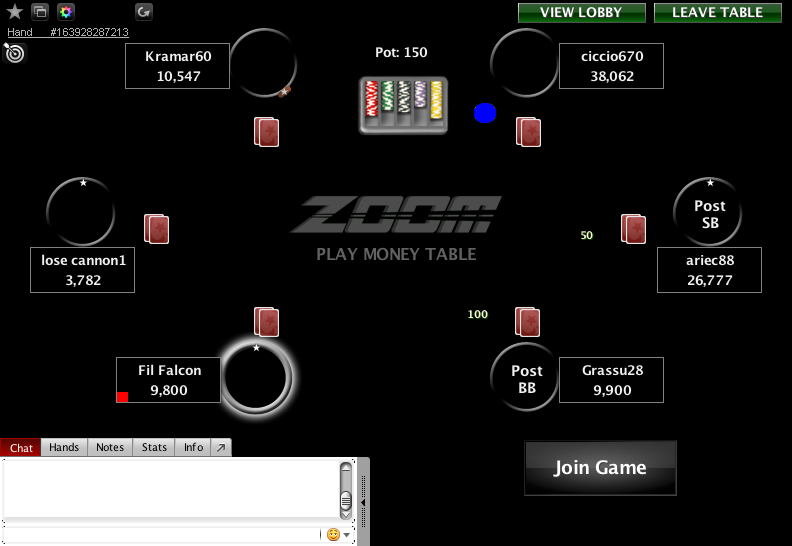 VIEW LOBBY
LEAVE TABLE
Hand #163928287213
Kramar60
10,547
Pot: 150
ciccio670
38,062
ZOOM
PLAY MONEY TABLE
lose cannon1
3,782
Post
SB
50
ariec88
26,777
100
Fil Falcon
9,800
Post
BB
Grassu28
9,900
Chat
Hands
Notes
Stats
Info
Join Game